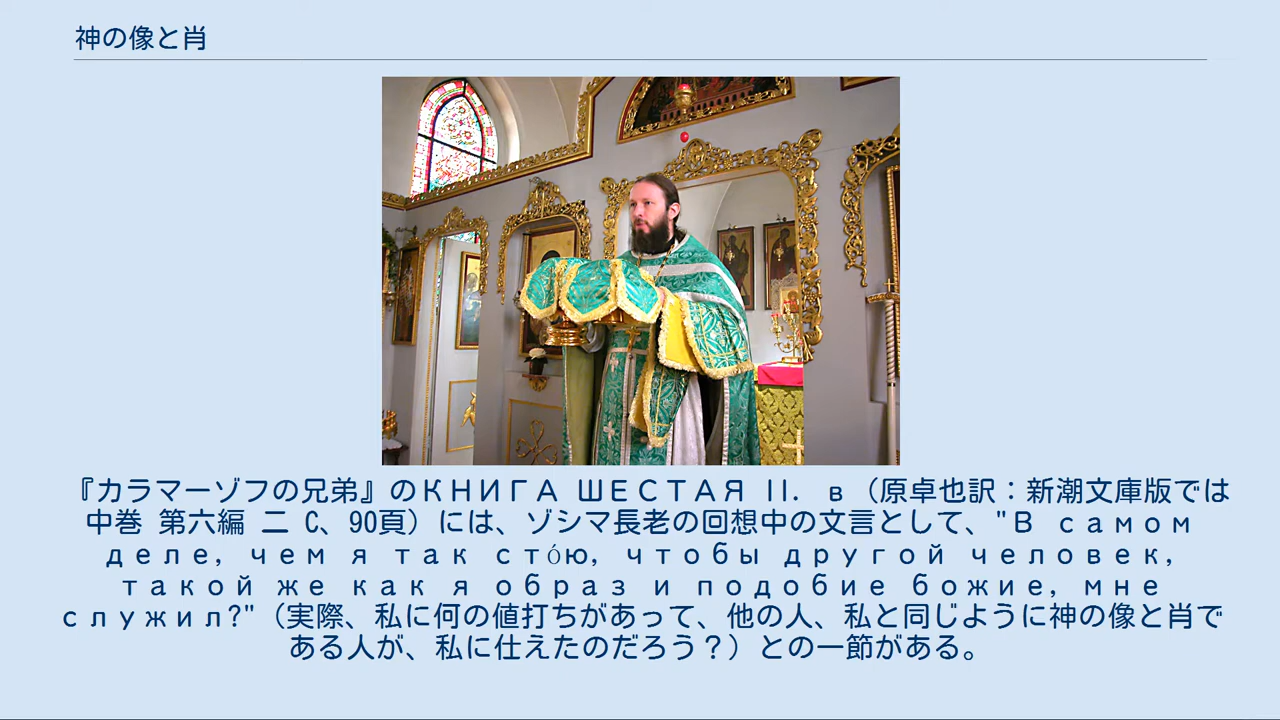 神の像と肖
『カラマーゾフの兄弟』のКНИГА ШЕСТАЯ II. в（原卓也訳：新潮文庫版では
中巻 第六編 二 C、90頁）には、ゾシマ長老の回想中の文言として、"В самом
деле, чем я так сто́ю, чтобы другой человек,
такой же как я образ и подобие божие, мне
служил?"（実際、私に何の値打ちがあって、他の人、私と同じように神の像と肖で
ある人が、私に仕えたのだろう？）との一節がある。